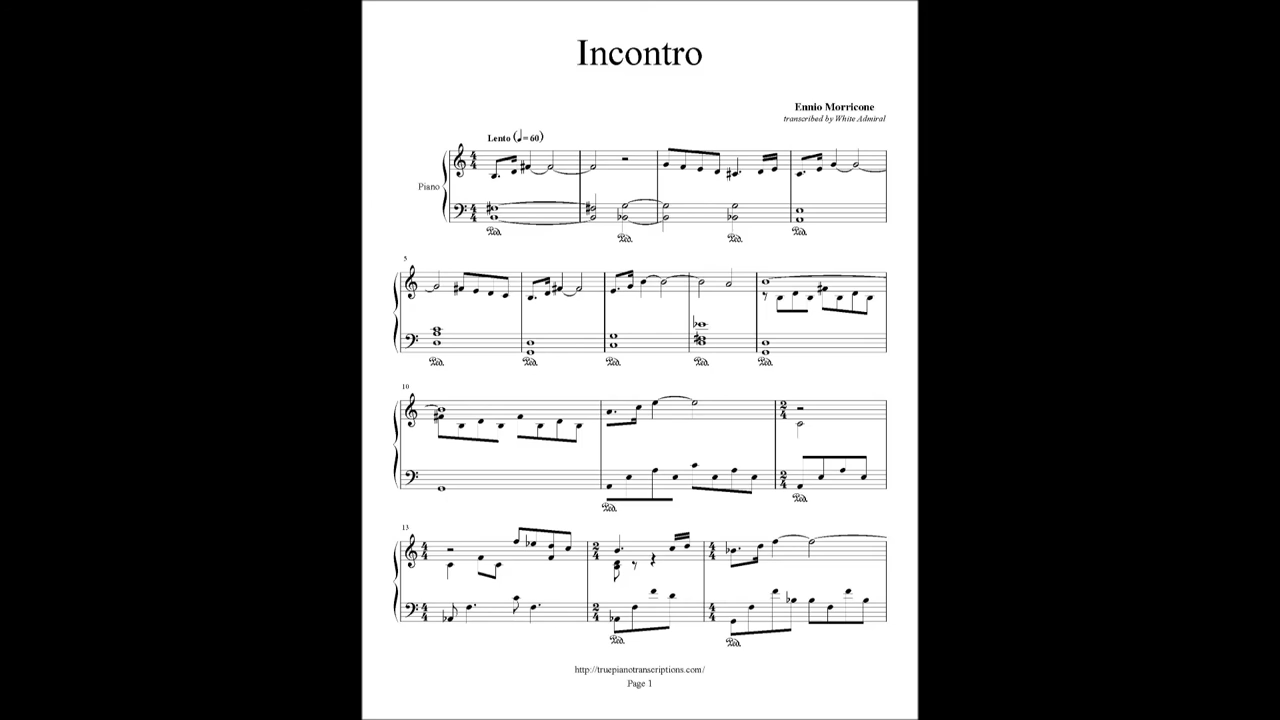 Incontro
Ennio Morricone
transcribed by White Admiral
Lento (♩= 60)
Piano
5
10
13
http://truepianotranscriptions.com/
Page 1